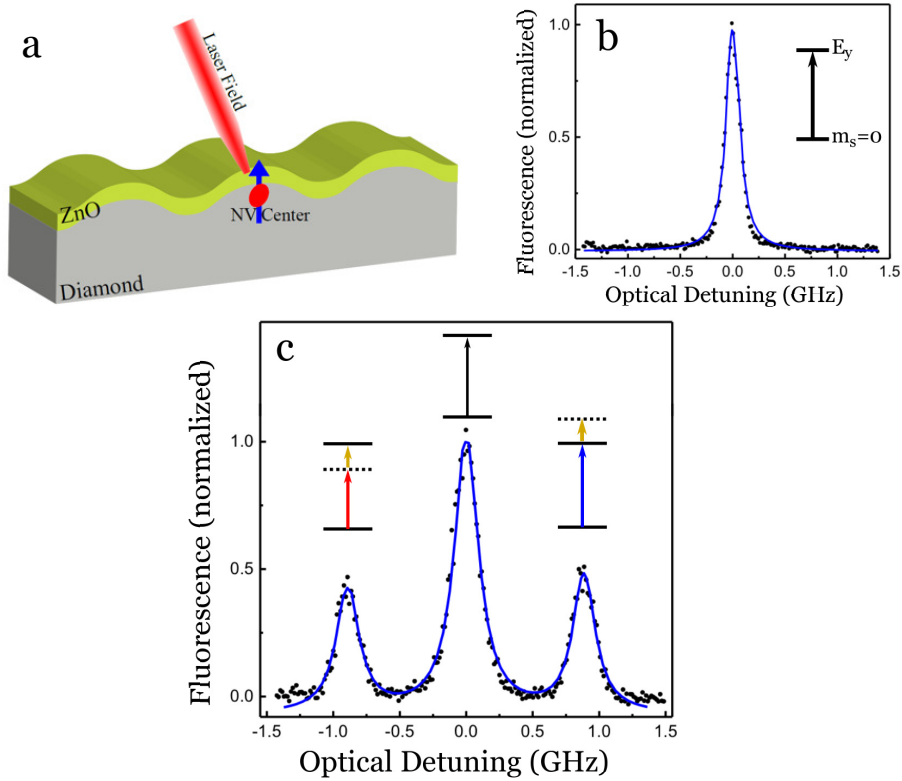 a
Laser Field
ZnO
NV Center
Diamond
b
Fluorescence (normalized)
1.0
0.5
0.0
E_y
m_s=0
-1.5 -1.0 -0.5 0.0 0.5 1.0 1.5
Optical Detuning (GHz)
c
Fluorescence (normalized)
1.0
0.5
0.0
-1.5 -1.0 -0.5 0.0 0.5 1.0 1.5
Optical Detuning (GHz)